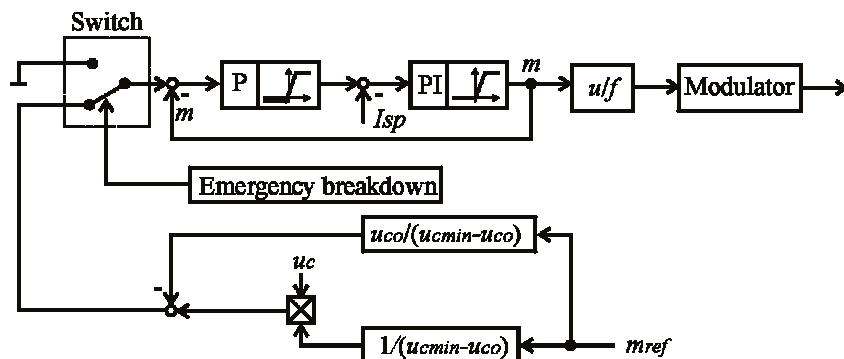 Switch
P
m
Isp
PI
m
u/f
Modulator
-
-
m
Emergency breakdown
uco/(ucmin-uco)
uc
-
1/(ucmin-uco)
mref